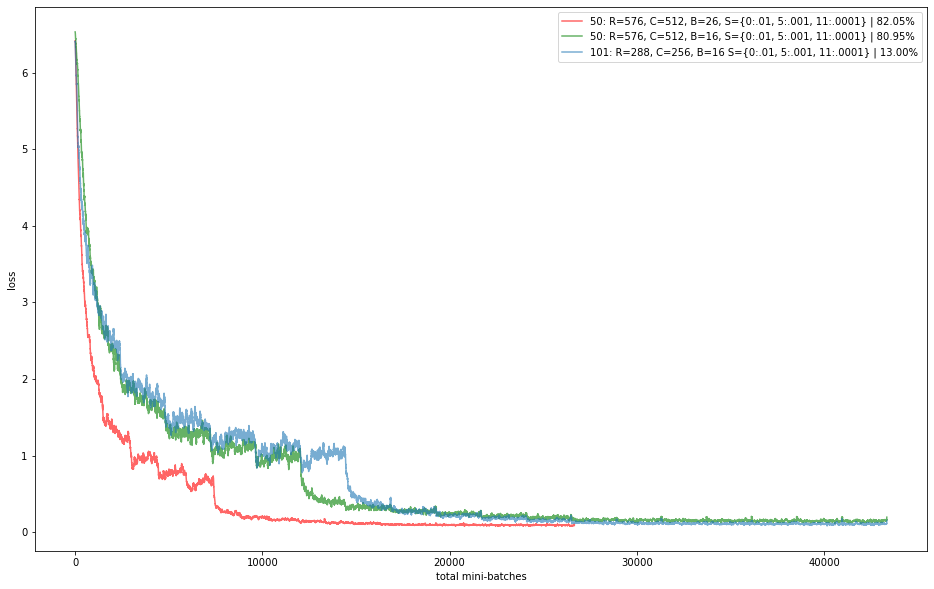 50: R=576, C=512, B=26, S={0:.01, 5:.001, 11:.0001} | 82.05%
50: R=576, C=512, B=16, S={0:.01, 5:.001, 11:.0001} | 80.95%
101: R=288, C=256, B=16 S={0:.01, 5:.001, 11:.0001} | 13.00%
6
5
4
3
2
1
0
loss
0 10000 20000 30000 40000
total mini-batches